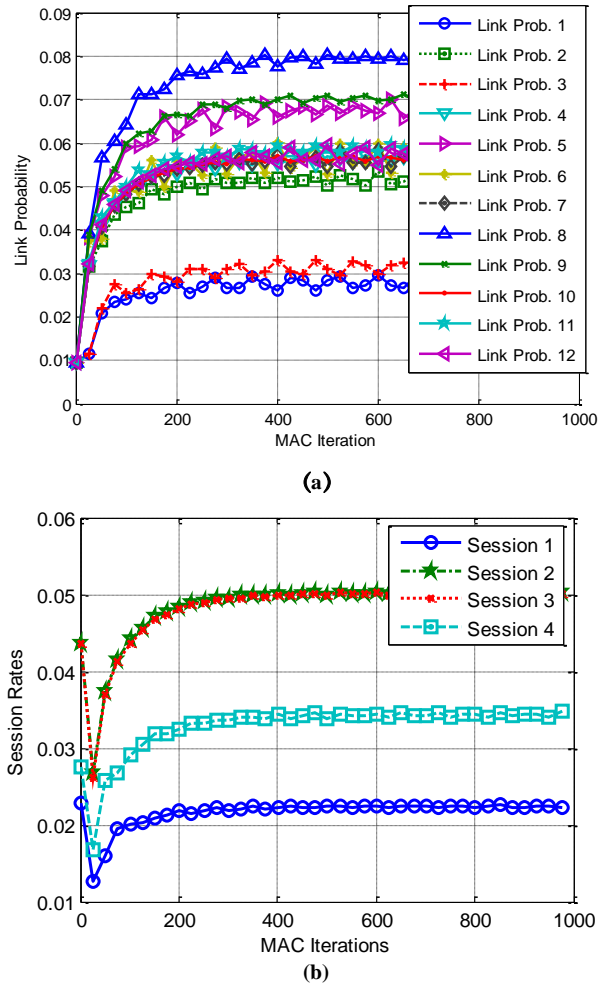 0.09
0.08
0.07
0.06
0.05
0.04
0.03
0.02
0.01
0
0 200 400 600 800 1000
Link Probability
MAC Iteration
Link Prob. 1
Link Prob. 2
Link Prob. 3
Link Prob. 4
Link Prob. 5
Link Prob. 6
Link Prob. 7
Link Prob. 8
Link Prob. 9
Link Prob. 10
Link Prob. 11
Link Prob. 12
(a)
0.06
0.05
0.04
0.03
0.02
0.01
0 200 400 600 800 1000
Session Rates
MAC Iterations
Session 1
Session 2
Session 3
Session 4
(b)